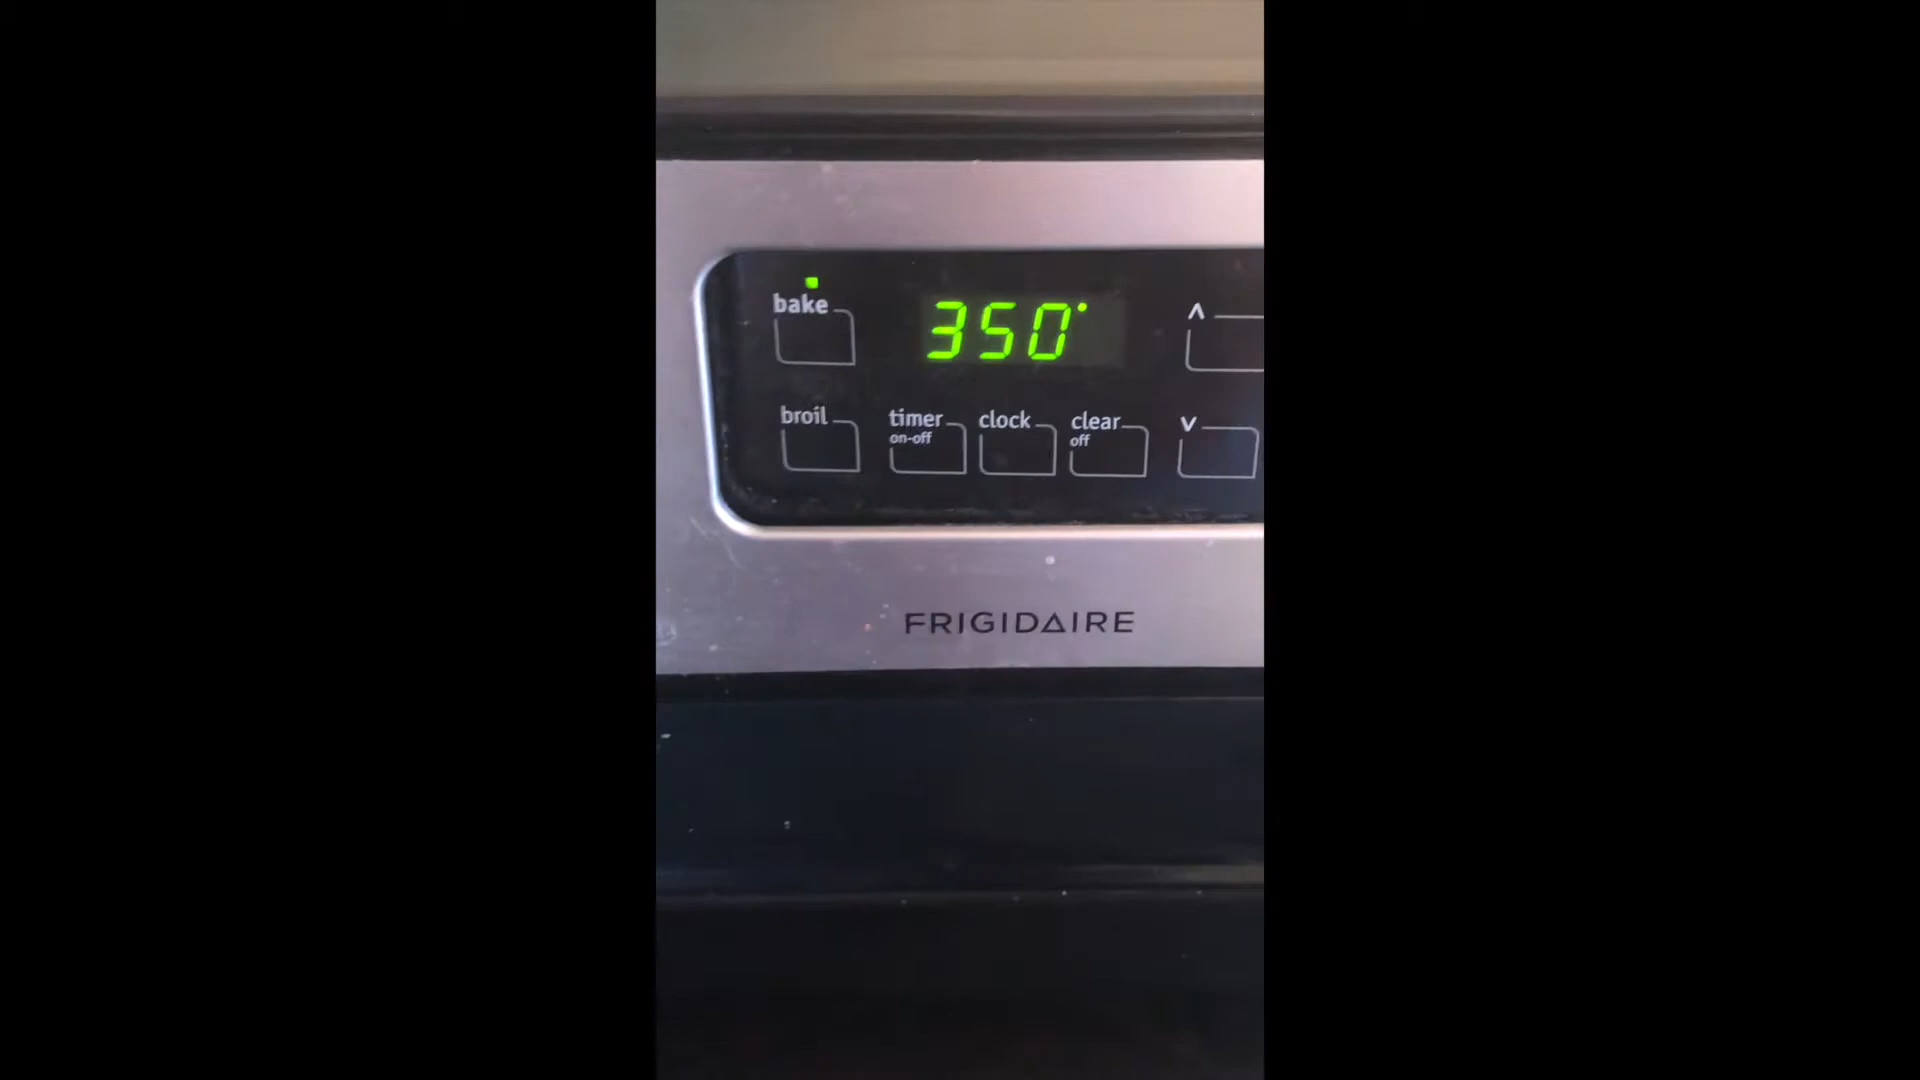 bake
350°
^
broil
timer
on-off
clock
clear
off
v
FRIGIDAIRE